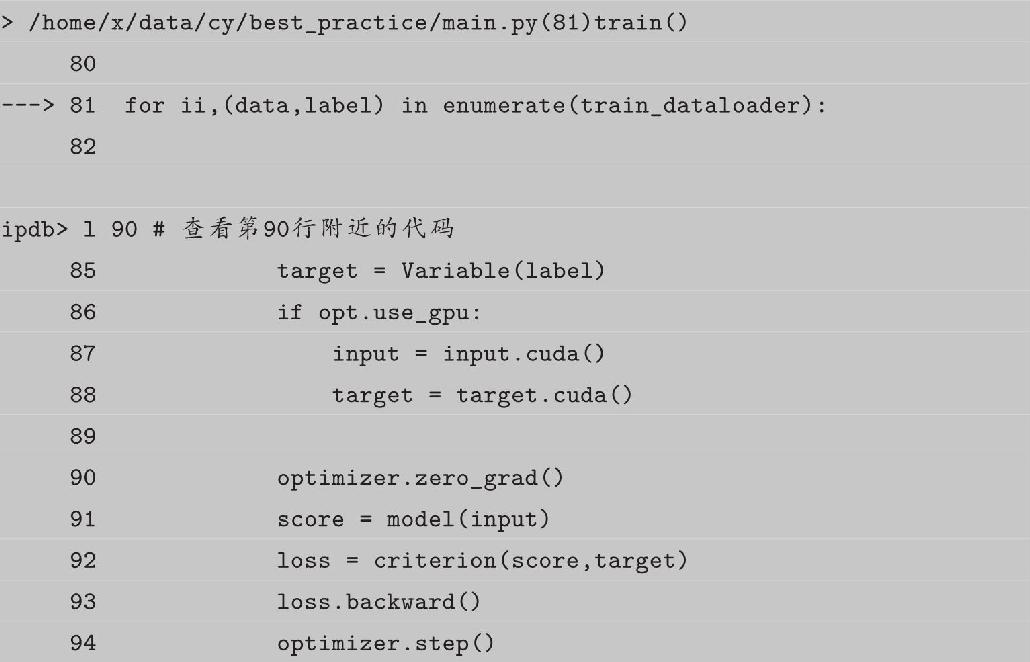 > /home/x/data/cy/best_practice/main.py(81)train()
     80
---> 81  for ii,(data,label) in enumerate(train_dataloader):
     82

ipdb> l 90 # 查看第90行附近的代码
     85             target = Variable(label)
     86             if opt.use_gpu:
     87                 input = input.cuda()
     88                 target = target.cuda()
     89
     90             optimizer.zero_grad()
     91             score = model(input)
     92             loss = criterion(score,target)
     93             loss.backward()
     94             optimizer.step()